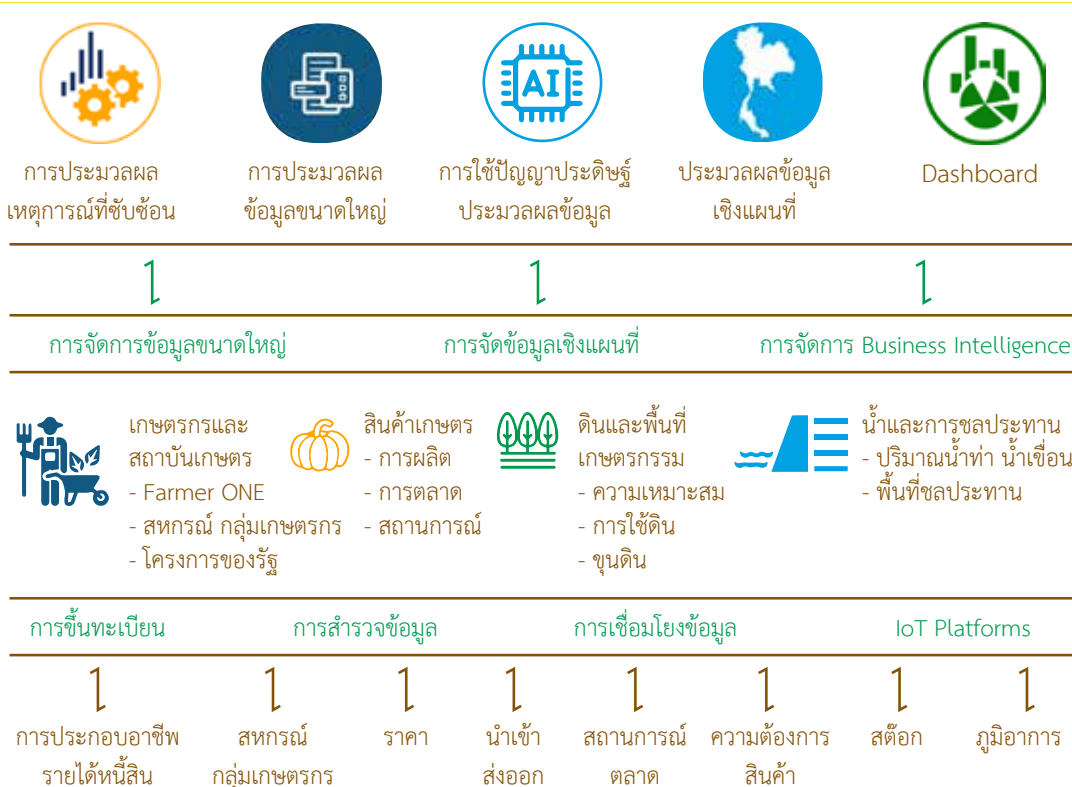 AI
การประมวลผล
เหตุการณ์ที่ซับซ้อน
การประมวลผล
ข้อมูลขนาดใหญ่
การใช้ปัญญาประดิษฐ์
ประมวลผลข้อมูล
ประมวลผลข้อมูล
เชิงแผนที่
Dashboard
การจัดการข้อมูลขนาดใหญ่
การจัดข้อมูลเชิงแผนที่
การจัดการ Business Intelligence
เกษตรกรและ
สถาบันเกษตร
- Farmer ONE
- สหกรณ์ กลุ่มเกษตรกร
- โครงการของรัฐ
สินค้าเกษตร
- การผลิต
- การตลาด
- สถานการณ์
ดินและพื้นที่
เกษตรกรรม
- ความเหมาะสม
- การใช้ดิน
- ขุนดิน
น้ำและการชลประทาน
- ปริมาณน้ำท่า น้ำเขื่อน
- พื้นที่ชลประทาน
การขึ้นทะเบียน
การสำรวจข้อมูล
การเชื่อมโยงข้อมูล
IoT Platforms
การประกอบอาชีพ
รายได้หนี้สิน
สหกรณ์
กลุ่มเกษตรกร
ราคา
นำเข้า
ส่งออก
สถานการณ์
ตลาด
ความต้องการ
สินค้า
สต๊อก
ภูมิอาการ